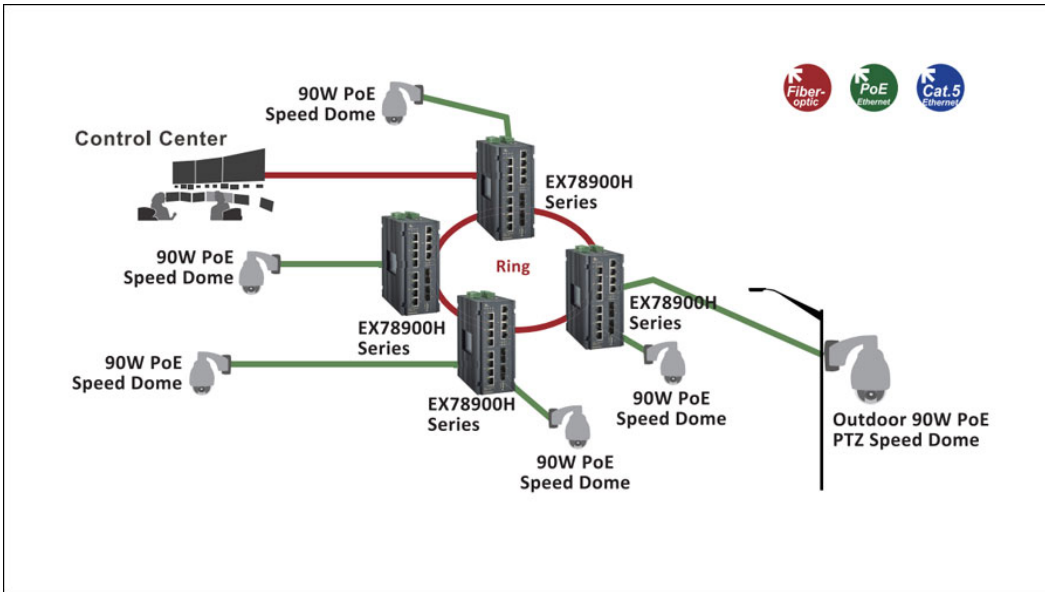 90W PoE
Speed Dome
Fiber-
optic
PoE
Ethernet
Cat.5
Ethernet
Control Center
EX78900H
Series
90W PoE
Speed Dome
Ring
EX78900H
Series
EX78900H
Series
90W PoE
Speed Dome
EX78900H
Series
90W PoE
Speed Dome
Outdoor 90W PoE
PTZ Speed Dome
90W PoE
Speed Dome